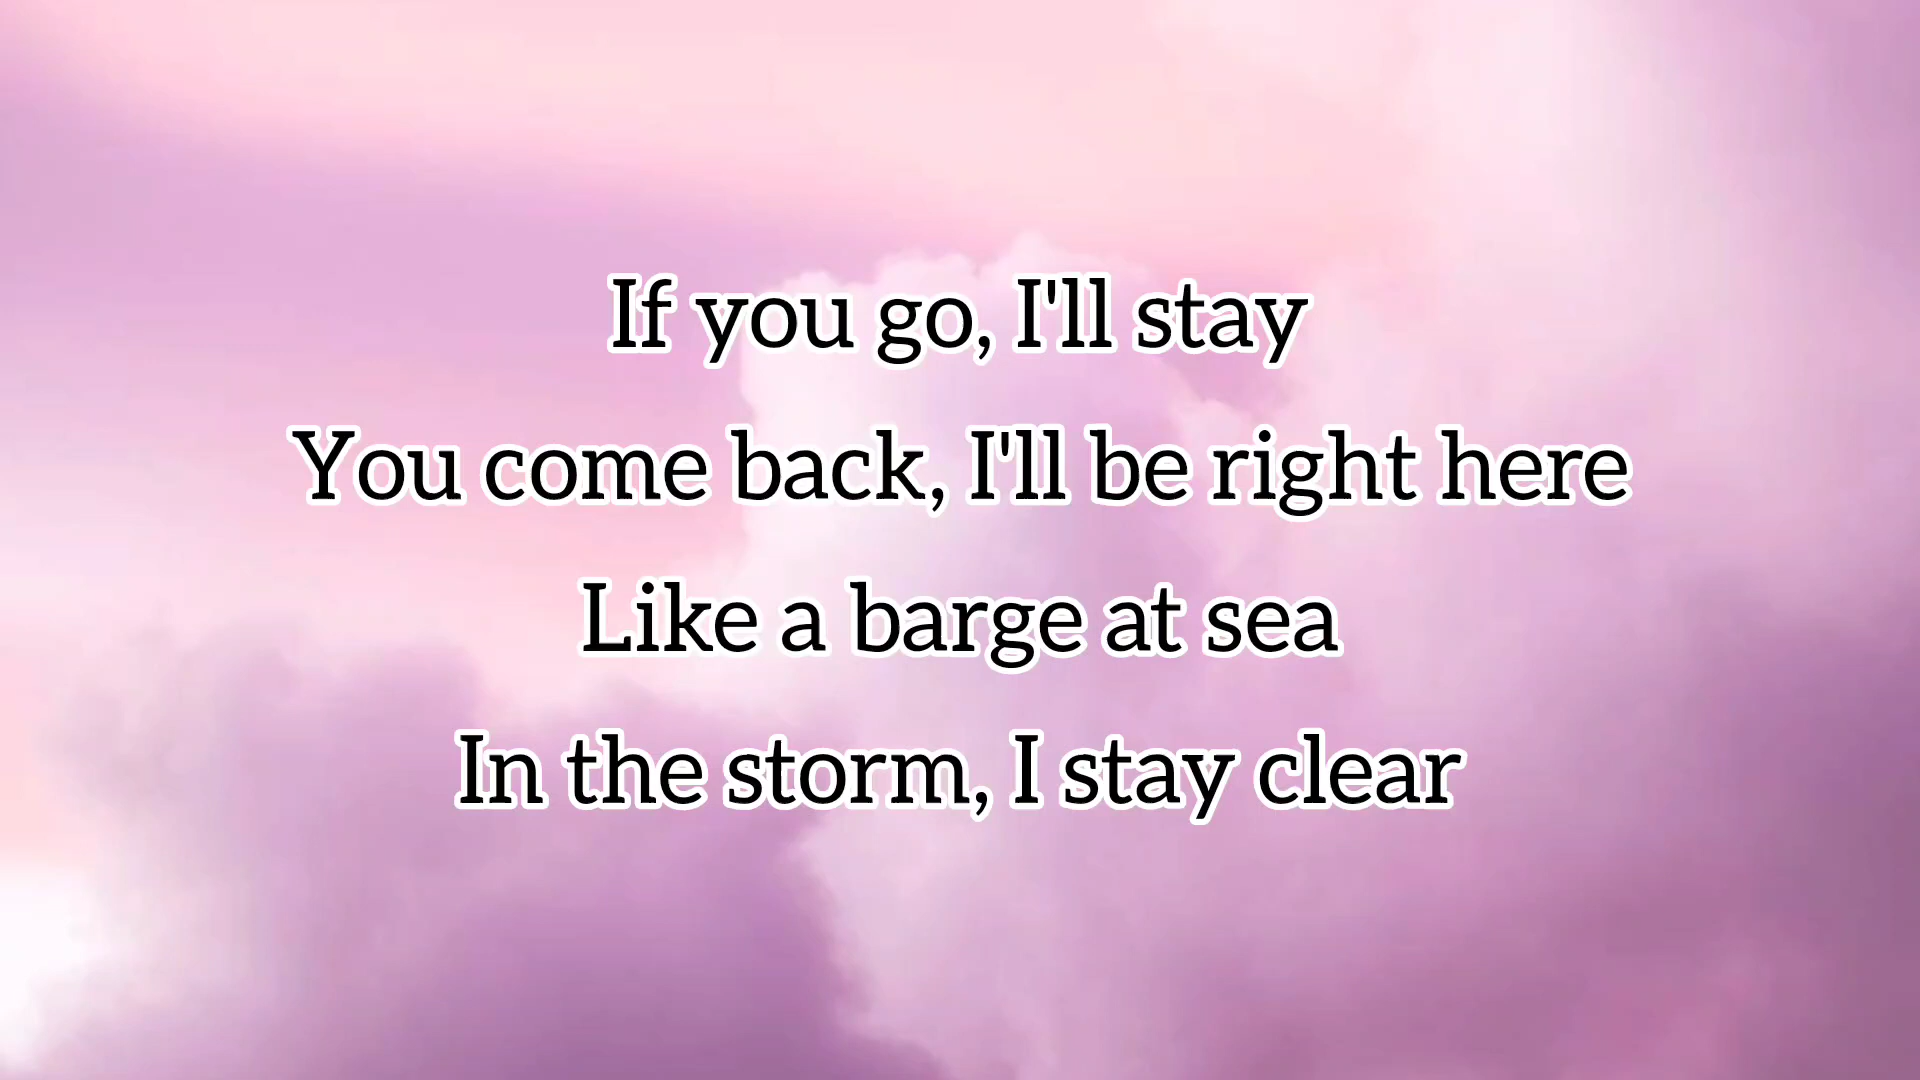 If you go, I'll stay
You come back, I'll be right here
Like a barge at sea
In the storm, I stay clear